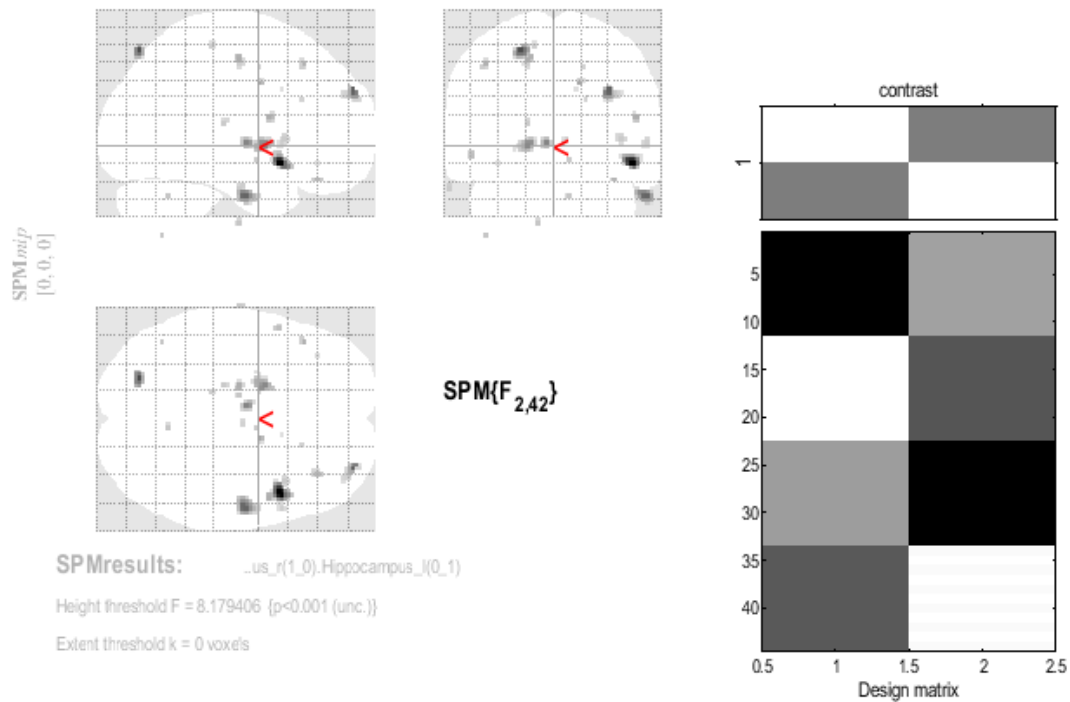 SPMmip
[0, 0, 0]
<
<
<
SPM{F2,42}
SPMresults: ..us_r(1_0).Hippocampus_l(0_1)
Height threshold F = 8.179406 {p<0.001 (unc.)}
Extent threshold k = 0 voxels
contrast
1
5
10
15
20
25
30
35
40
0.5 1 1.5 2 2.5
Design matrix